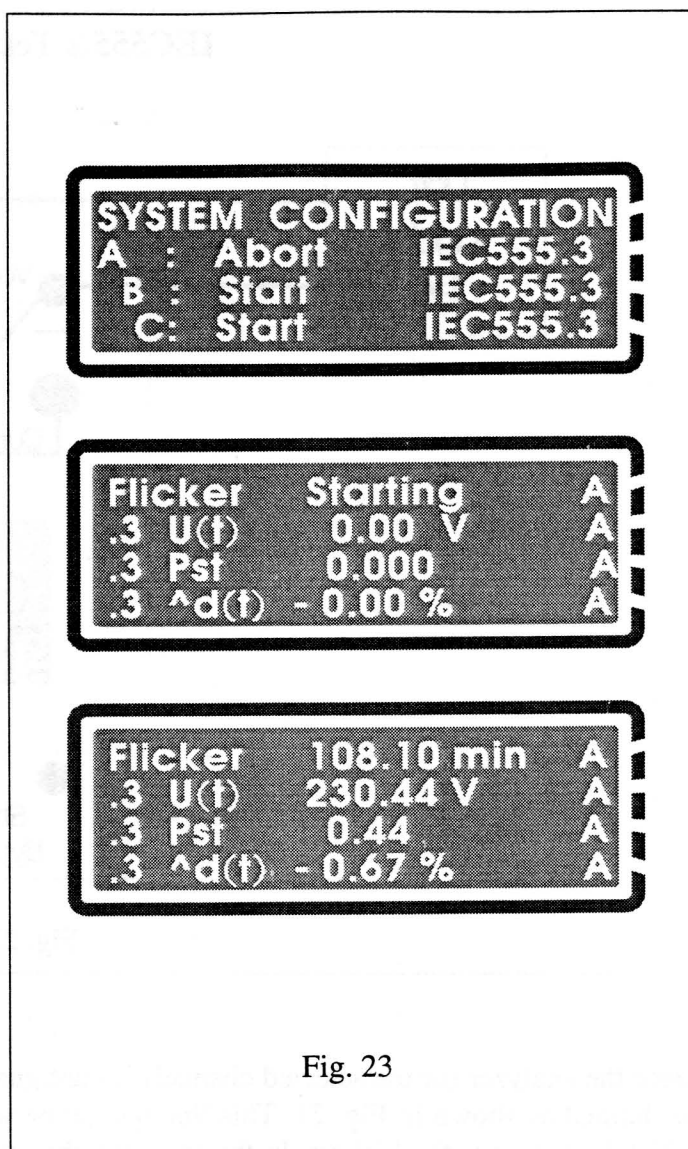 SYSTEM CONFIGURATION
A : Abort IEC555.3
B : Start IEC555.3
C: Start IEC555.3
Flicker Starting A
.3 U(t) 0.00 V A
.3 Pst 0.000 A
.3 ^d(t) - 0.00 % A
Flicker 108.10 min A
.3 U(t) 230.44 V A
.3 Pst 0.44 A
.3 ^d(t) - 0.67 % A
Fig. 23